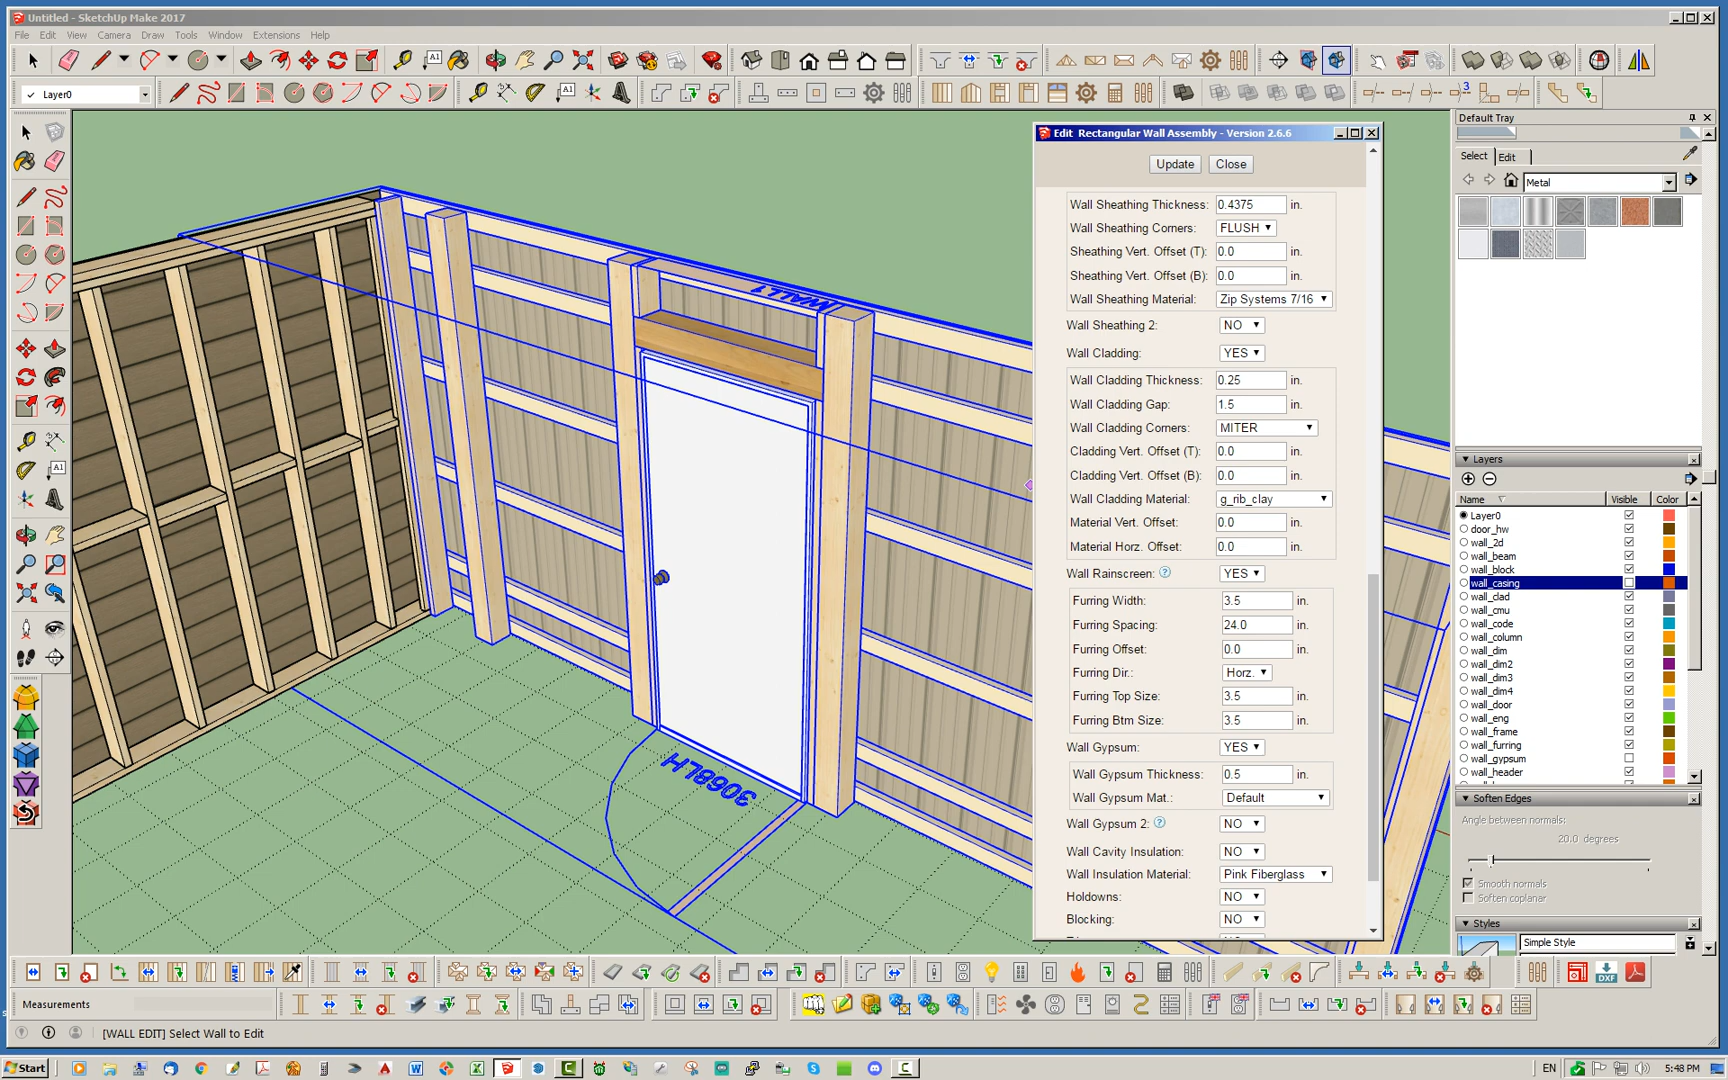 Untitled - SketchUp Make 2017
File Edit View Camera Draw Tools Window Extensions Help
Layer0
Default Tray
Select Edit
Metal
Edit Rectangular Wall Assembly - Version 2.6.6
Update Close
Wall Sheathing Thickness: 0.4375 in.
Wall Sheathing Corners: FLUSH
Sheathing Vert. Offset (T): 0.0 in.
Sheathing Vert. Offset (B): 0.0 in.
Wall Sheathing Material: Zip Systems 7/16
Wall Sheathing 2: NO
Wall Cladding: YES
Wall Cladding Thickness: 0.25 in.
Wall Cladding Gap: 1.5 in.
Wall Cladding Corners: MITER
Cladding Vert. Offset (T): 0.0 in.
Cladding Vert. Offset (B): 0.0 in.
Wall Cladding Material: g_rib_clay
Material Vert. Offset: 0.0 in.
Material Horz. Offset: 0.0 in.
Wall Rainscreen: ? YES
Furring Width: 3.5 in.
Furring Spacing: 24.0 in.
Furring Offset: 0.0 in.
Furring Dir.: Horz.
Furring Top Size: 3.5 in.
Furring Btm Size: 3.5 in.
Wall Gypsum: YES
Wall Gypsum Thickness: 0.5 in.
Wall Gypsum Mat.: Default
Wall Gypsum 2: ? NO
Wall Cavity Insulation: NO
Wall Insulation Material: Pink Fiberglass
Holdowns: NO
Blocking: NO
WALL1
3068LH
Layers
Name Visible Color
Layer0
door_hw
wall_2d
wall_beam
wall_block
wall_casing
wall_clad
wall_cmu
wall_code
wall_column
wall_dim
wall_dim2
wall_dim3
wall_dim4
wall_door
wall_eng
wall_frame
wall_furring
wall_gypsum
wall_header
Soften Edges
Angle between normals:
20.0 degrees
Smooth normals
Soften coplanar
Styles
Simple Style
Measurements
[WALL EDIT] Select Wall to Edit
Start
EN
5:48 PM